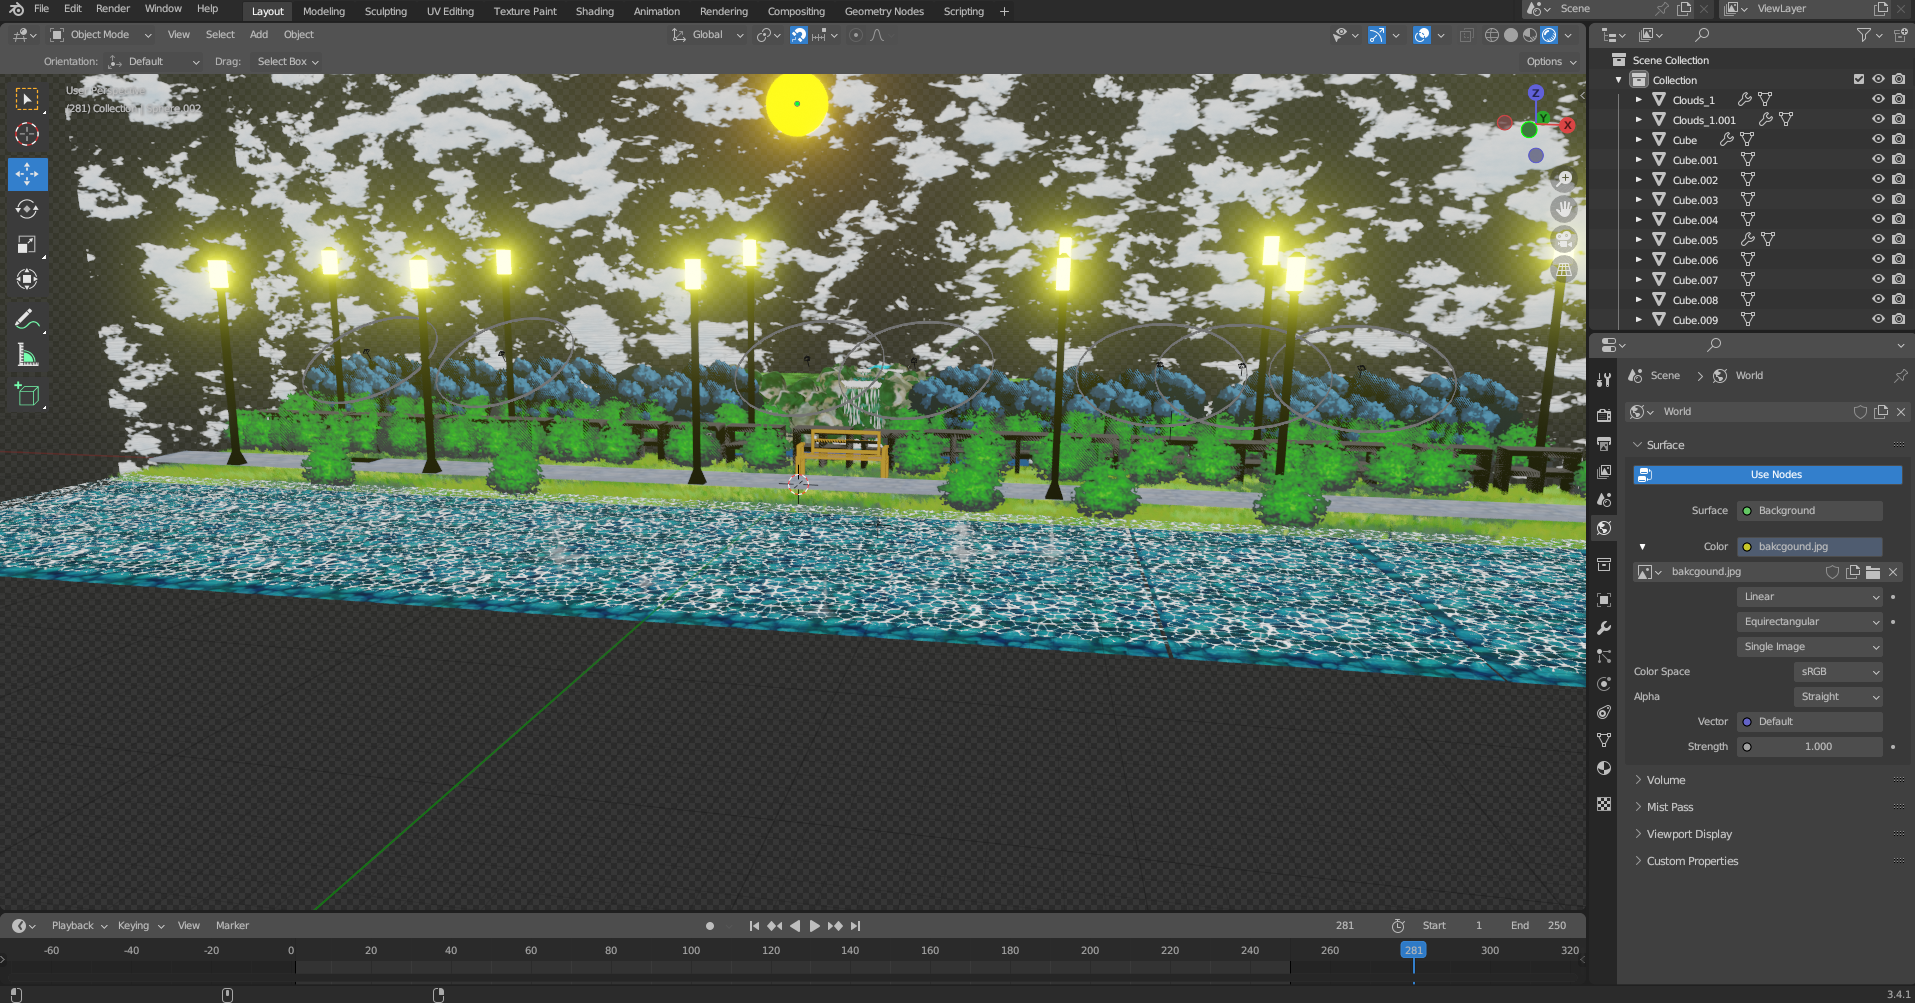 File Edit Render Window Help Layout Modeling Sculpting UV Editing Texture Paint Shading Animation Rendering Compositing Geometry Nodes Scripting + Scene ViewLayer
Object Mode View Select Add Object Global
Orientation: Default Drag: Select Box Options
User Perspective
(281) Collection | Sphere.002
Z
Y
X
Scene Collection
Collection
Clouds_1
Clouds_1.001
Cube
Cube.001
Cube.002
Cube.003
Cube.004
Cube.005
Cube.006
Cube.007
Cube.008
Cube.009
Scene > World
World
Surface
Use Nodes
Surface Background
Color bakcgound.jpg
bakcgound.jpg
Linear
Equirectangular
Single Image
Color Space sRGB
Alpha Straight
Vector Default
Strength 1.000
Volume
Mist Pass
Viewport Display
Custom Properties
Playback Keying View Marker 281 Start 1 End 250
-60 -40 -20 0 20 40 60 80 100 120 140 160 180 200 220 240 260 281 300 320
3.4.1